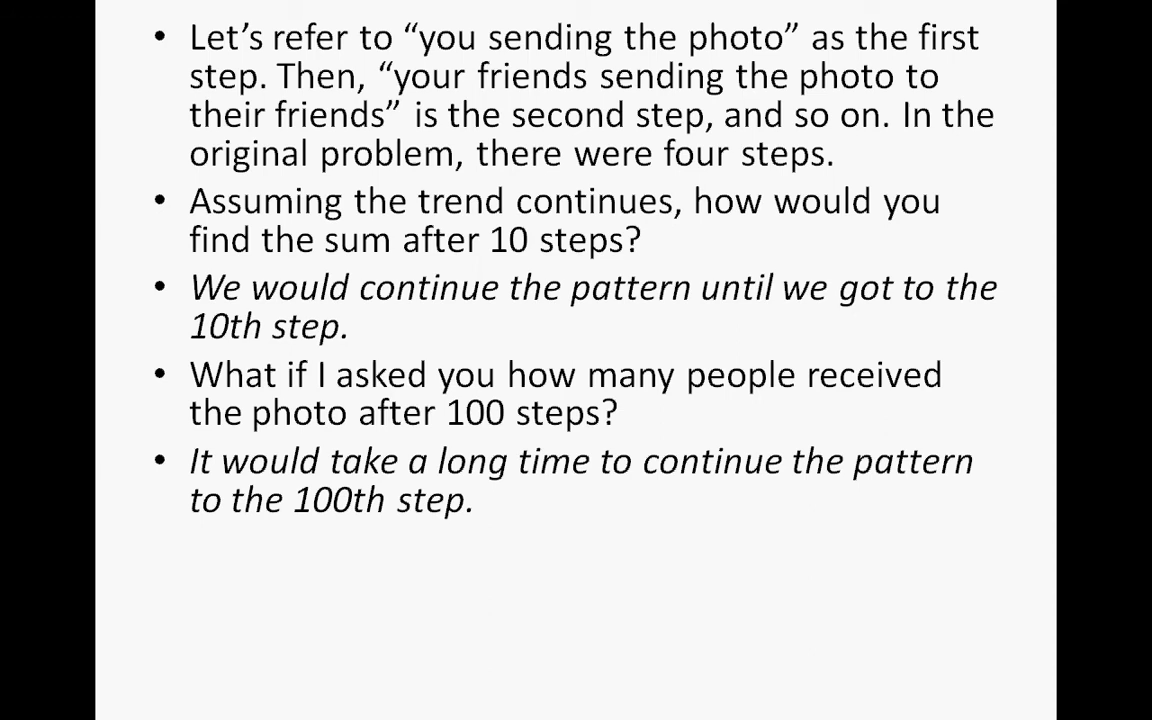 • Let’s refer to “you sending the photo” as the first
step. Then, “your friends sending the photo to
their friends” is the second step, and so on. In the
original problem, there were four steps.
• Assuming the trend continues, how would you
find the sum after 10 steps?
• We would continue the pattern until we got to the
10th step.
• What if I asked you how many people received
the photo after 100 steps?
• It would take a long time to continue the pattern
to the 100th step.